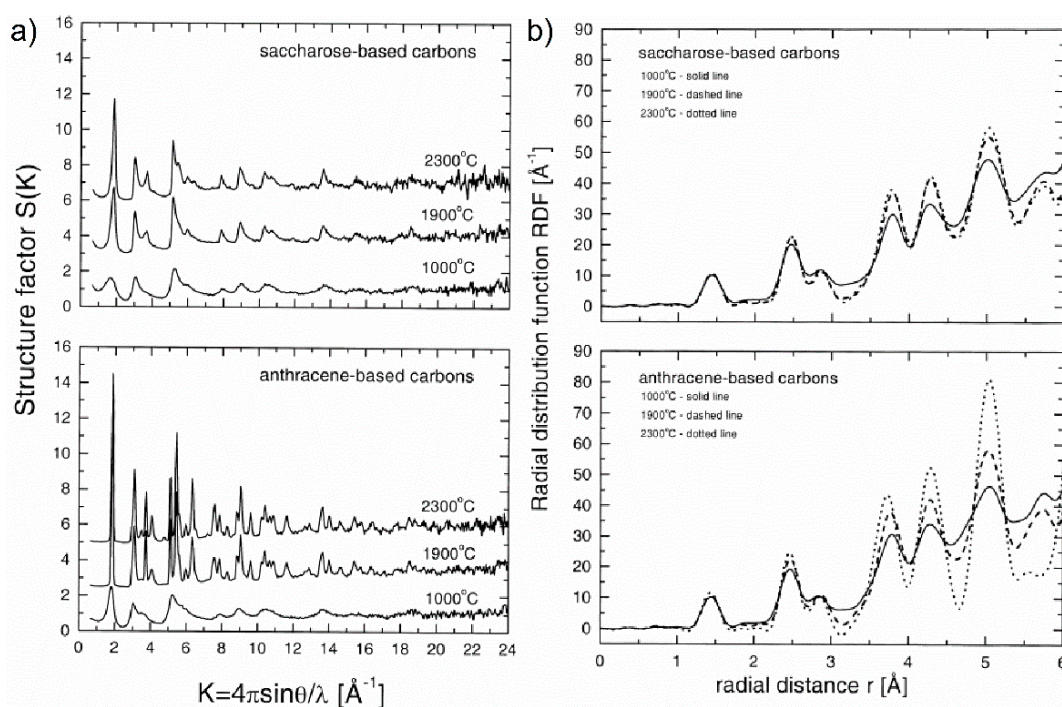 a)
Structure factor S(K)
16
14
12
10
8
6
4
2
0
saccharose-based carbons
2300°C
1900°C
1000°C
16
14
12
10
8
6
4
2
0
anthracene-based carbons
2300°C
1900°C
1000°C
0 2 4 6 8 10 12 14 16 18 20 22 24
K=4πsinθ/λ [Å⁻¹]
b)
Radial distribution function RDF [Å⁻¹]
90
80
70
60
50
40
30
20
10
0
saccharose-based carbons
1000°C - solid line
1900°C - dashed line
2300°C - dotted line
90
80
70
60
50
40
30
20
10
0
anthracene-based carbons
1000°C - solid line
1900°C - dashed line
2300°C - dotted line
0 1 2 3 4 5 6
radial distance r [Å]